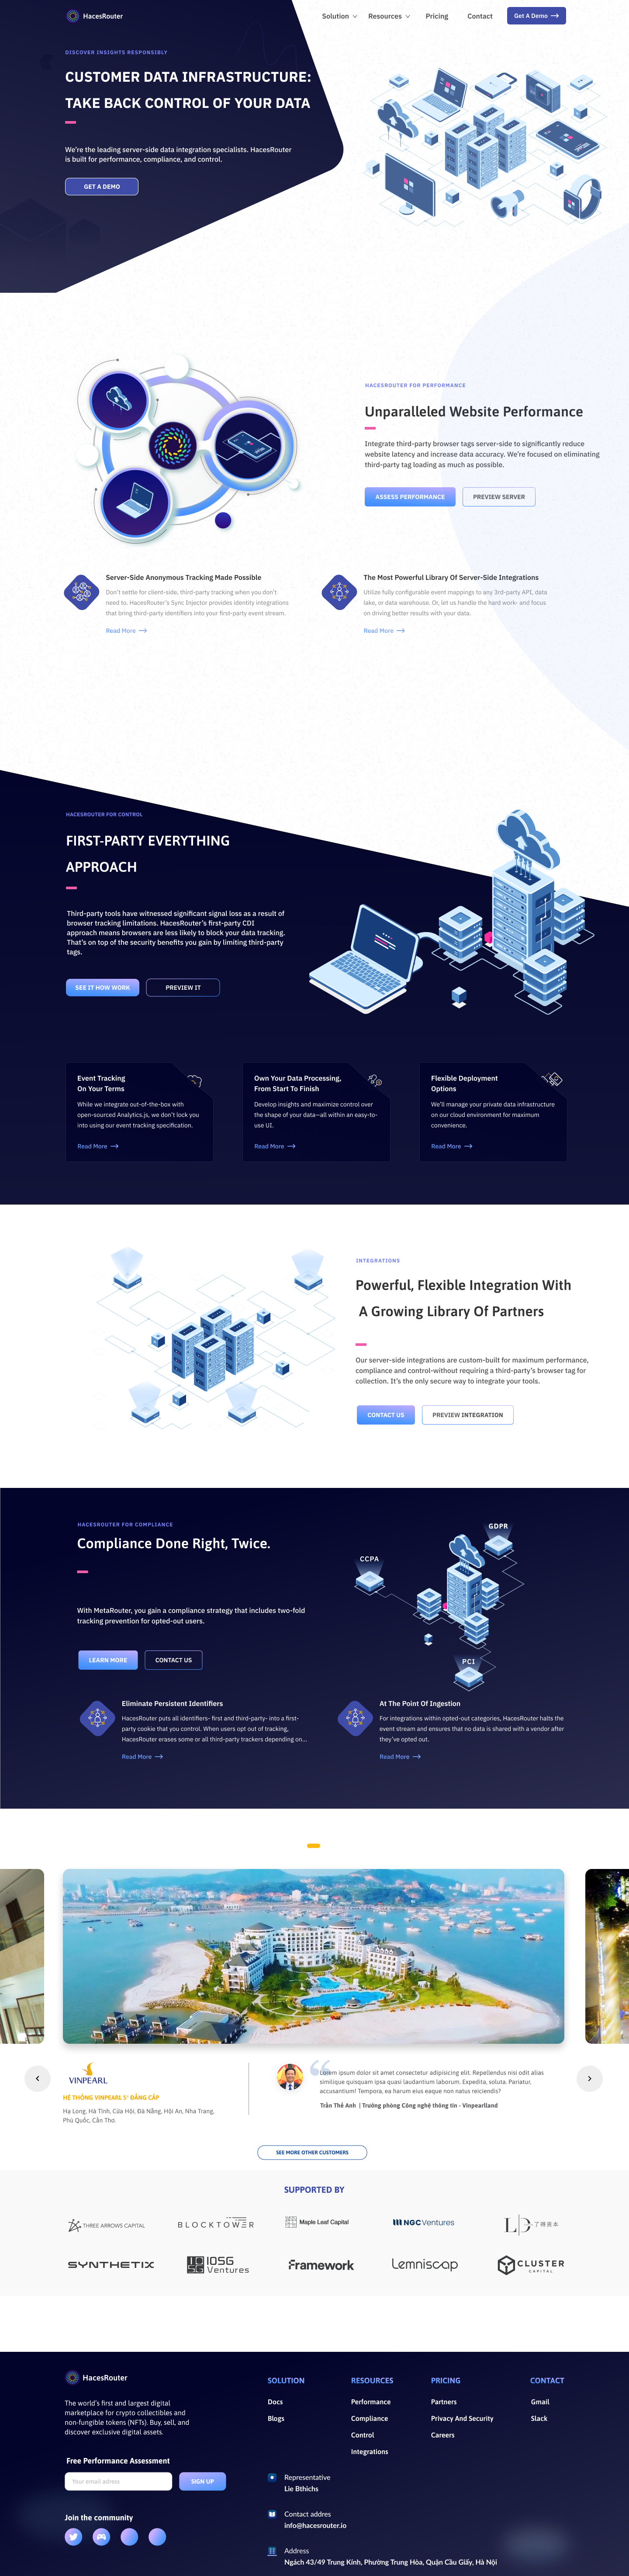 HacesRouter
Solution
Resources
Pricing
Contact
Get A Demo
DISCOVER INSIGHTS RESPONSIBLY
CUSTOMER DATA INFRASTRUCTURE:
TAKE BACK CONTROL OF YOUR DATA
We're the leading server-side data integration specialists. HacesRouter
is built for performance, compliance, and control.
GET A DEMO
HACESROUTER FOR PERFORMANCE
Unparalleled Website Performance
Integrate third-party browser tags server-side to significantly reduce
website latency and increase data accuracy. We're focused on eliminating
third-party tag loading as much as possible.
ASSESS PERFORMANCE
PREVIEW SERVER
Server-Side Anonymous Tracking Made Possible
Don't settle for client-side, third-party tracking when you don't
need to. HacesRouter's Sync Injector provides identity integrations
that bring third-party identifiers into your first-party event stream.
Read More
The Most Powerful Library Of Server-Side Integrations
Utilize fully configurable event mappings to any 3rd-party API, data
lake, or data warehouse. Or, let us handle the hard work- and focus
on driving better results with your data.
Read More
HACESROUTER FOR CONTROL
FIRST-PARTY EVERYTHING
APPROACH
Third-party tools have witnessed significant signal loss as a result of
browser tracking limitations. HacesRouter's first-party CDI
approach means browsers are less likely to block your data tracking.
That's on top of the security benefits you gain by limiting third-party
tags.
SEE IT HOW WORK
PREVIEW IT
Event Tracking
On Your Terms
While we integrate out-of-the-box with
open-sourced Analytics.js, we don't lock you
into using our event tracking specification.
Read More
Own Your Data Processing,
From Start To Finish
Develop insights and maximize control over
the shape of your data—all within an easy-to-
use UI.
Read More
Flexible Deployment
Options
We'll manage your private data infrastructure
on our cloud environment for maximum
convenience.
Read More
INTEGRATIONS
Powerful, Flexible Integration With
A Growing Library Of Partners
Our server-side integrations are custom-built for maximum performance,
compliance and control-without requiring a third-party's browser tag for
collection. It's the only secure way to integrate your tools.
CONTACT US
PREVIEW INTEGRATION
HACESROUTER FOR COMPLIANCE
Compliance Done Right, Twice.
With MetaRouter, you gain a compliance strategy that includes two-fold
tracking prevention for opted-out users.
LEARN MORE
CONTACT US
GDPR
CCPA
PCI
Eliminate Persistent Identifiers
HacesRouter puts all identifiers- first and third-party- into a first-
party cookie that you control. When users opt out of tracking,
HacesRouter erases some or all third-party trackers depending on...
Read More
At The Point Of Ingestion
For integrations within opted-out categories, HacesRouter halts the
event stream and ensures that no data is shared with a vendor after
they've opted out.
Read More
VINPEARL
HỆ THỐNG VINPEARL 5* ĐẲNG CẤP
Hạ Long, Hà Tĩnh, Cửa Hội, Đà Nẵng, Hội An, Nha Trang,
Phú Quốc, Cần Thơ.
Lorem ipsum dolor sit amet consectetur adipisicing elit. Repellendus nisi odit alias
similique quisquam ipsa quasi laudantium laborum. Expedita, soluta. Pariatur,
accusantium! Tempora, ea harum eius eaque non natus reiciendis?
Trần Thế Anh | Trưởng phòng Công nghệ thông tin - Vinpearlland
SEE MORE OTHER CUSTOMERS
SUPPORTED BY
THREE ARROWS CAPITAL
BLOCKTOWER
Maple Leaf Capital
NGC Ventures
LD 了得資本
SYNTHETIX
IOSG Ventures
Framework
Lemniscap
CLUSTER
CAPITAL
HacesRouter
The world's first and largest digital
marketplace for crypto collectibles and
non-fungible tokens (NFTs). Buy, sell, and
discover exclusive digital assets.
Free Performance Assessment
Your email adress
SIGN UP
Join the community
SOLUTION
Docs
Blogs
RESOURCES
Performance
Compliance
Control
Integrations
PRICING
Partners
Privacy And Security
Careers
CONTACT
Gmail
Slack
Representative
Lie Bthichs
Contact addres
info@hacesrouter.io
Address
Ngách 43/49 Trung Kính, Phường Trung Hòa, Quận Cầu Giấy, Hà Nội